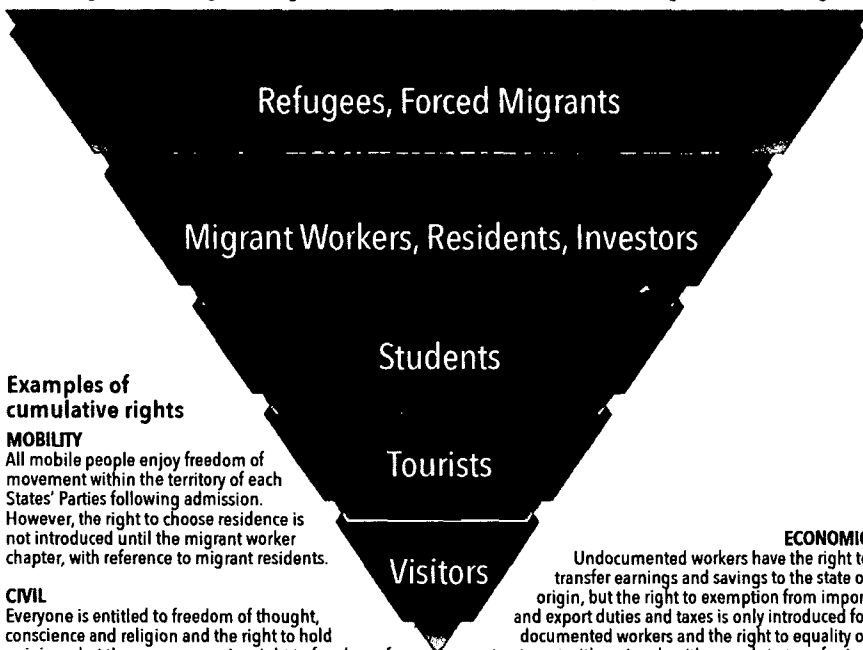 Refugees, Forced Migrants
Migrant Workers, Residents, Investors
Students
Tourists
Visitors
Examples of
cumulative rights
MOBILITY
All mobile people enjoy freedom of
movement within the territory of each
States' Parties following admission.
However, the right to choose residence is
not introduced until the migrant worker
chapter, with reference to migrant residents.
CIVIL
Everyone is entitled to freedom of thought,
conscience and religion and the right to hold
ECONOMIC
Undocumented workers have the right to
transfer earnings and savings to the state of
origin, but the right to exemption from import
and export duties and taxes is only introduced for
documented workers and the right to equality of